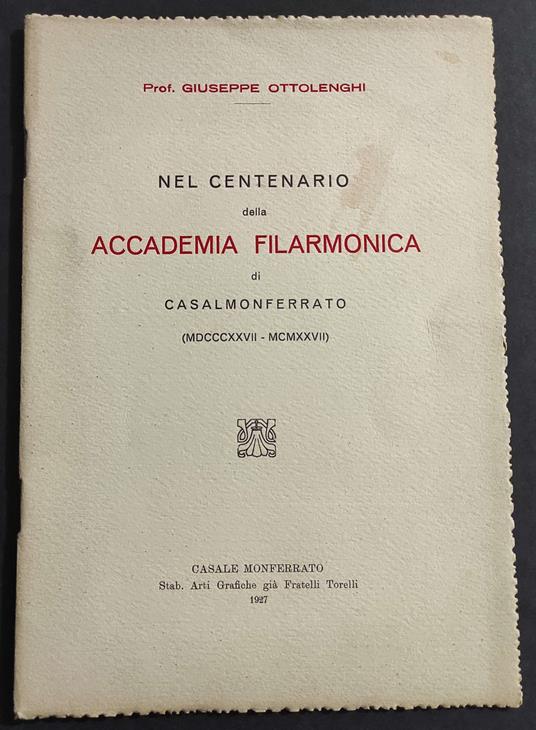 Prof. GIUSEPPE OTTOLENGHI
NEL CENTENARIO
della
ACCADEMIA FILARMONICA
di
CASALMONFERRATO
(MDCCCXXVII - MCMXXVII)
CASALE MONFERRATO
Stab. Arti Grafiche già Fratelli Torelli
1927